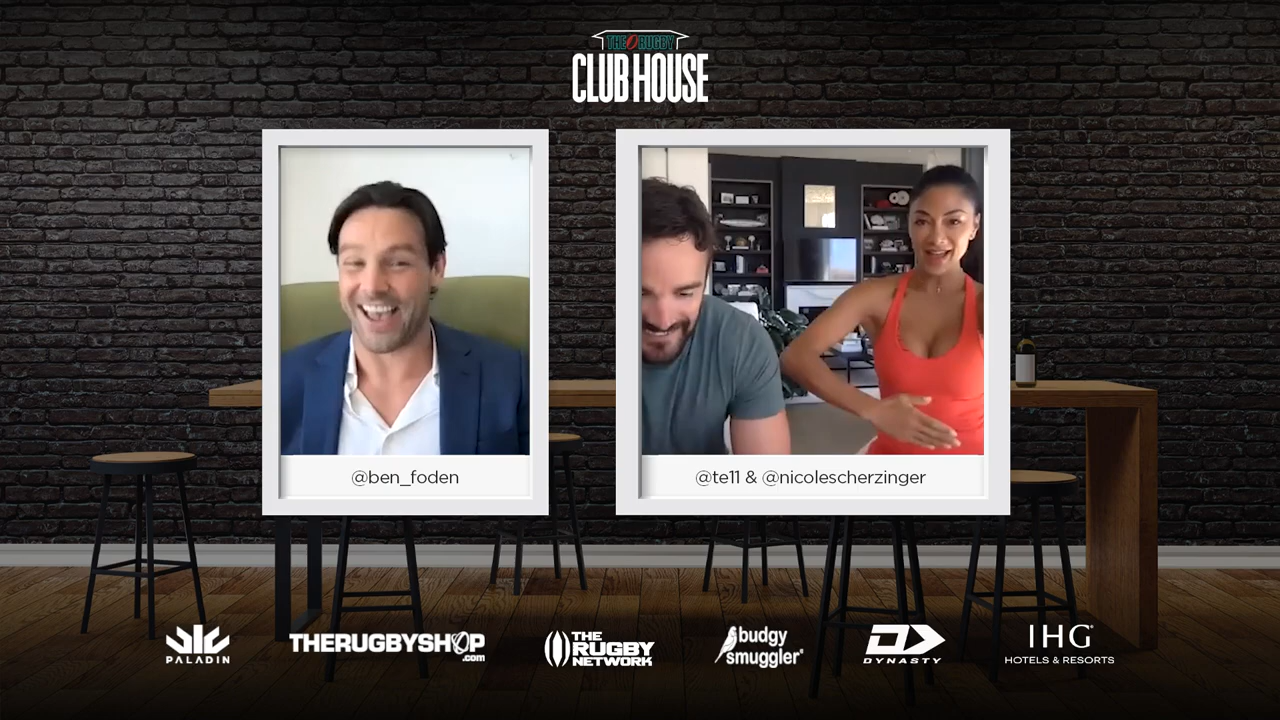 THE RUGBY
CLUB HOUSE
@ben_foden
@te11 & @nicolescherzinger
PALADIN
THERUGBYSHOP
.com
THE
RUGBY
NETWORK
budgy
smuggler®
DYNASTY
IHG®
HOTELS & RESORTS